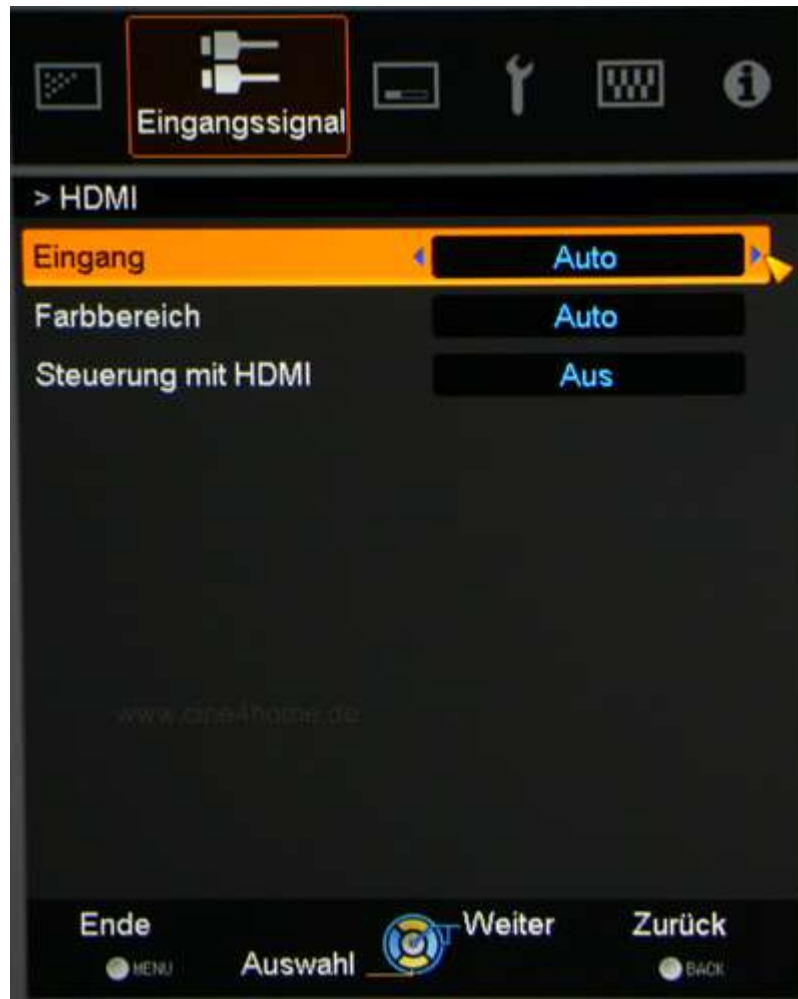 Eingangssignal
> HDMI
Eingang Auto
Farbbereich Auto
Steuerung mit HDMI Aus
www.cine4home.de
Ende Weiter Zurück
MENU Auswahl BACK